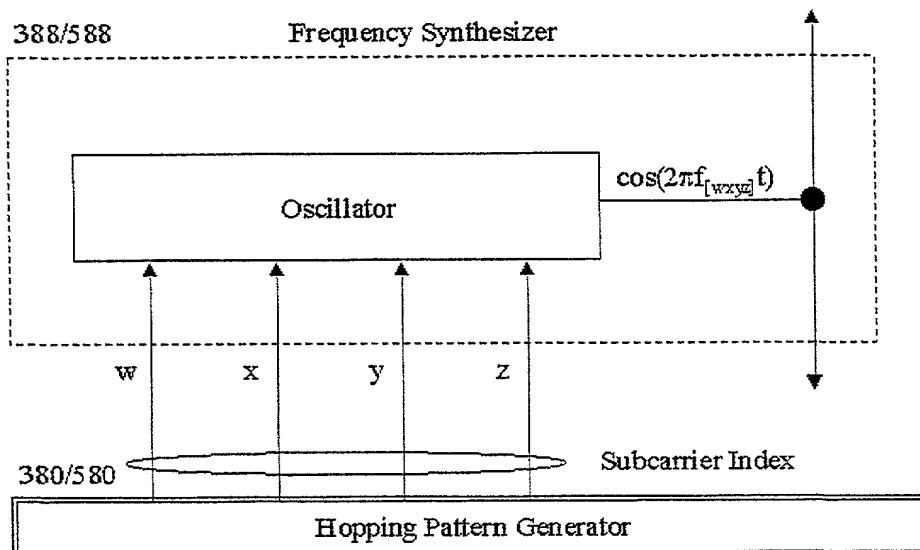 388/588 Frequency Synthesizer
cos(2πf[wxyz]t)
Oscillator
w x y z
380/580 Subcarrier Index
Hopping Pattern Generator